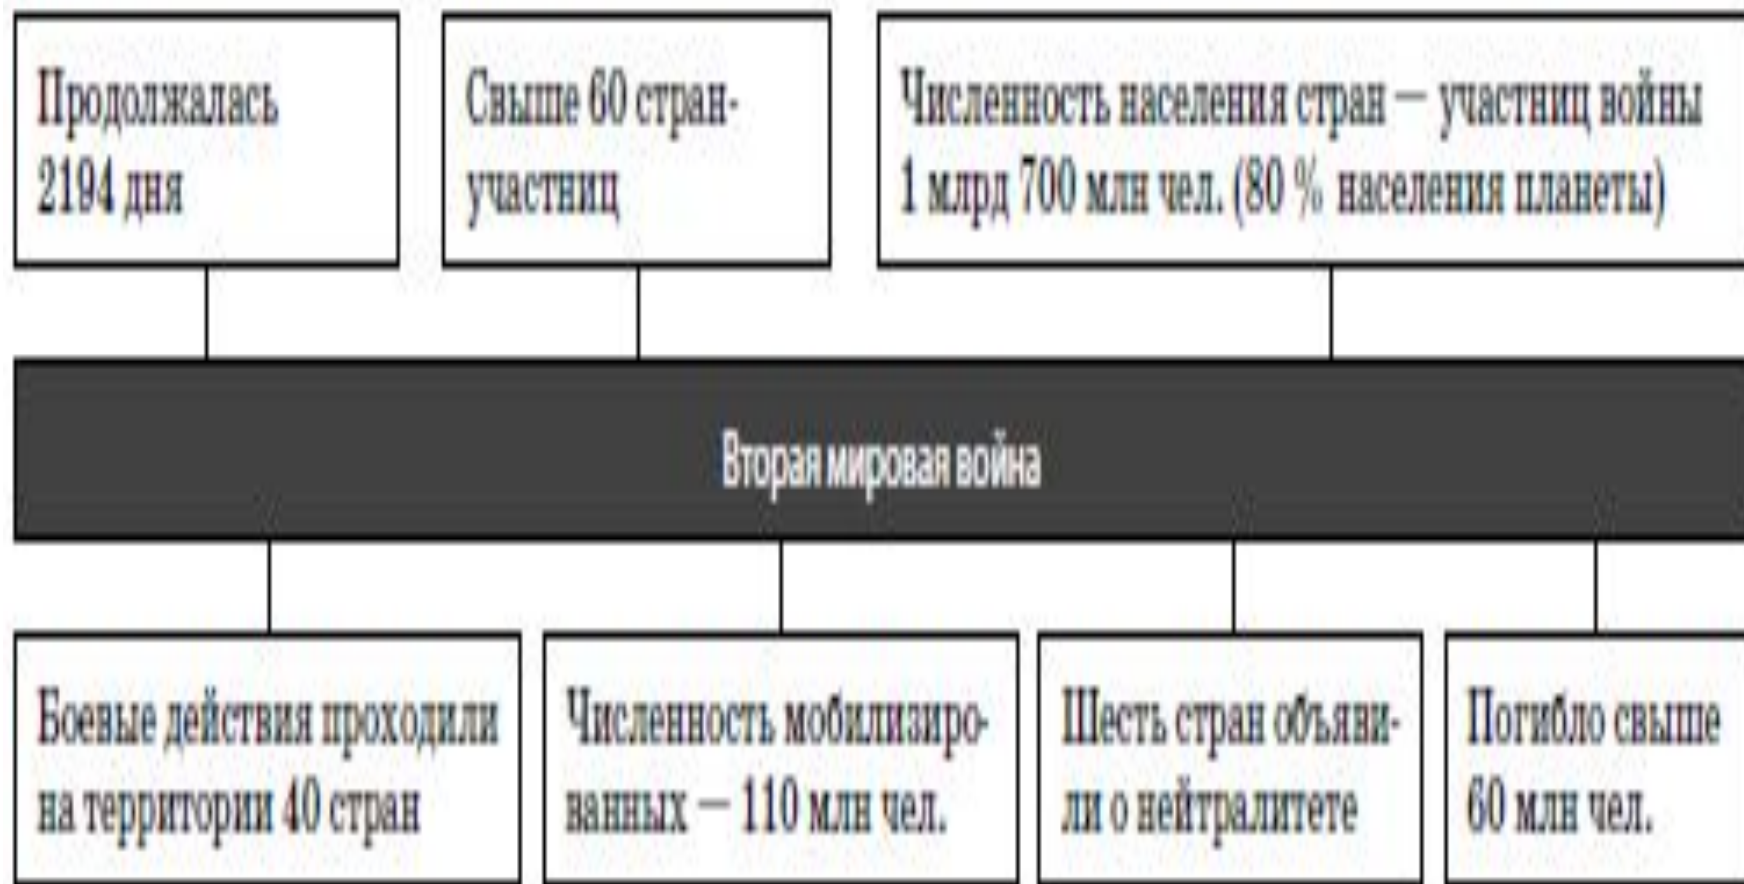 Продолжалась
2194 дня
Свыше 60 стран-
участниц
Численность населения стран — участниц войны
1 млрд 700 млн чел. (80 % населения планеты)
Вторая мировая война
Боевые действия проходили
на территории 40 стран
Численность мобилизиро-
ванных — 110 млн чел.
Шесть стран объяви-
ли о нейтралитете
Погибло свыше
60 млн чел.